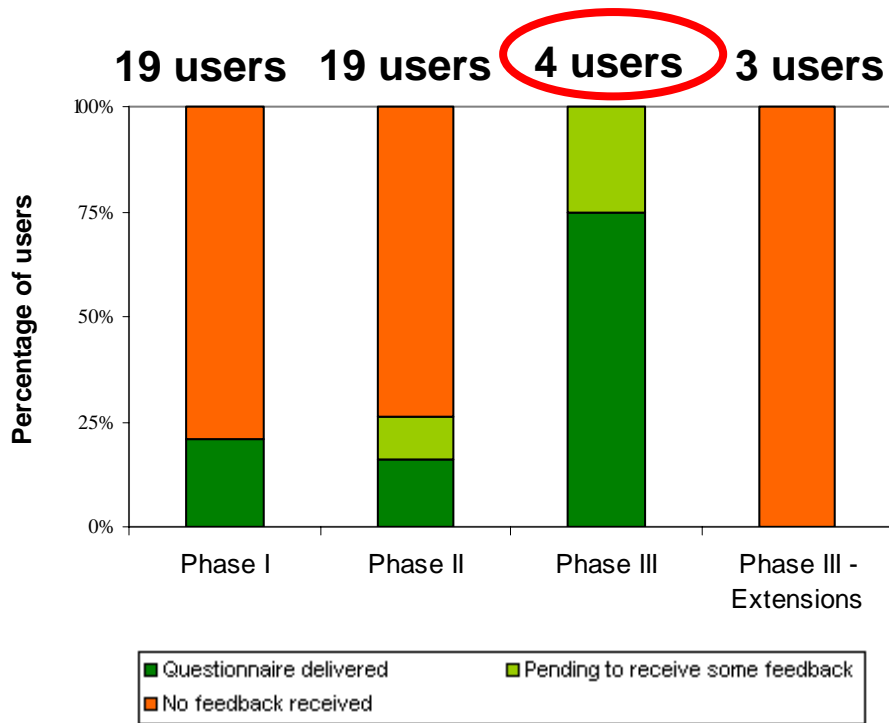 19 users 19 users 4 users 3 users
100%
75%
50%
25%
0%
Percentage of users
Phase I Phase II Phase III Phase III -
Extensions
Questionnaire delivered Pending to receive some feedback
No feedback received